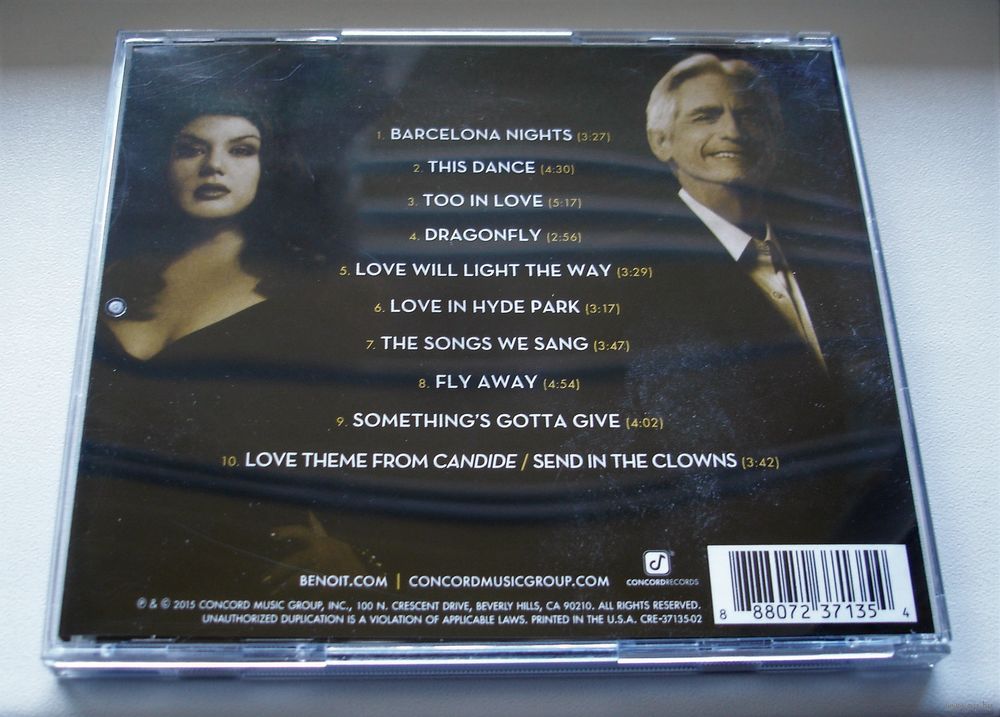 1. BARCELONA NIGHTS (3:27)
2. THIS DANCE (4:30)
3. TOO IN LOVE (5:17)
4. DRAGONFLY (2:56)
5. LOVE WILL LIGHT THE WAY (3:29)
6. LOVE IN HYDE PARK (3:17)
7. THE SONGS WE SANG (3:47)
8. FLY AWAY (4:54)
9. SOMETHING'S GOTTA GIVE (4:02)
10. LOVE THEME FROM CANDIDE / SEND IN THE CLOWNS (3:42)
BENOIT.COM | CONCORDMUSICGROUP.COM
CONCORDRECORDS
℗ & © 2015 CONCORD MUSIC GROUP, INC., 100 N. CRESCENT DRIVE, BEVERLY HILLS, CA 90210. ALL RIGHTS RESERVED.
UNAUTHORIZED DUPLICATION IS A VIOLATION OF APPLICABLE LAWS. PRINTED IN THE U.S.A. CRE-37135-02
8 88072 37135 4